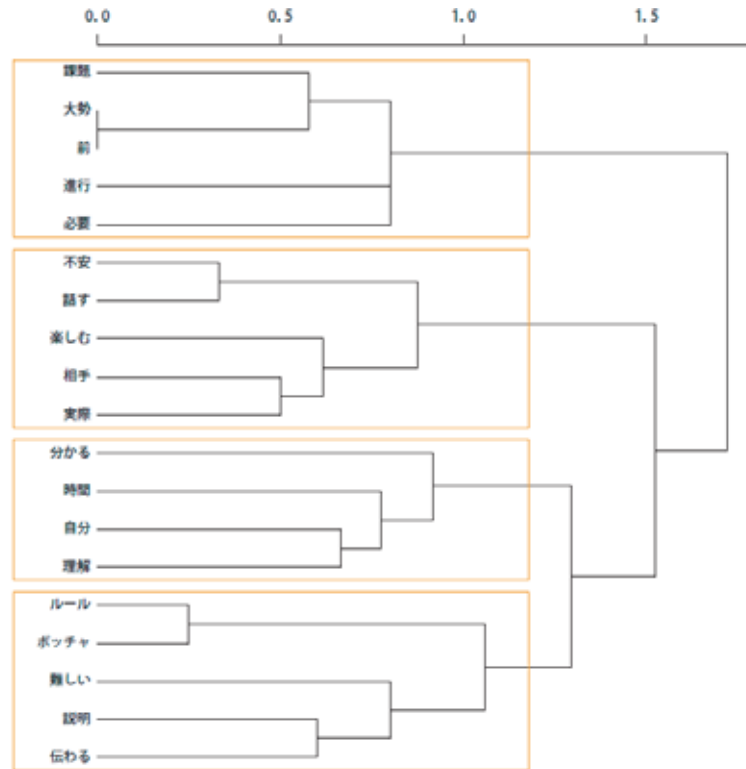 0.0 0.5 1.0 1.5
課題
大勢
前
進行
必要
不安
話す
楽しむ
相手
実際
分かる
時間
自分
理解
ルール
ボッチャ
難しい
説明
伝わる